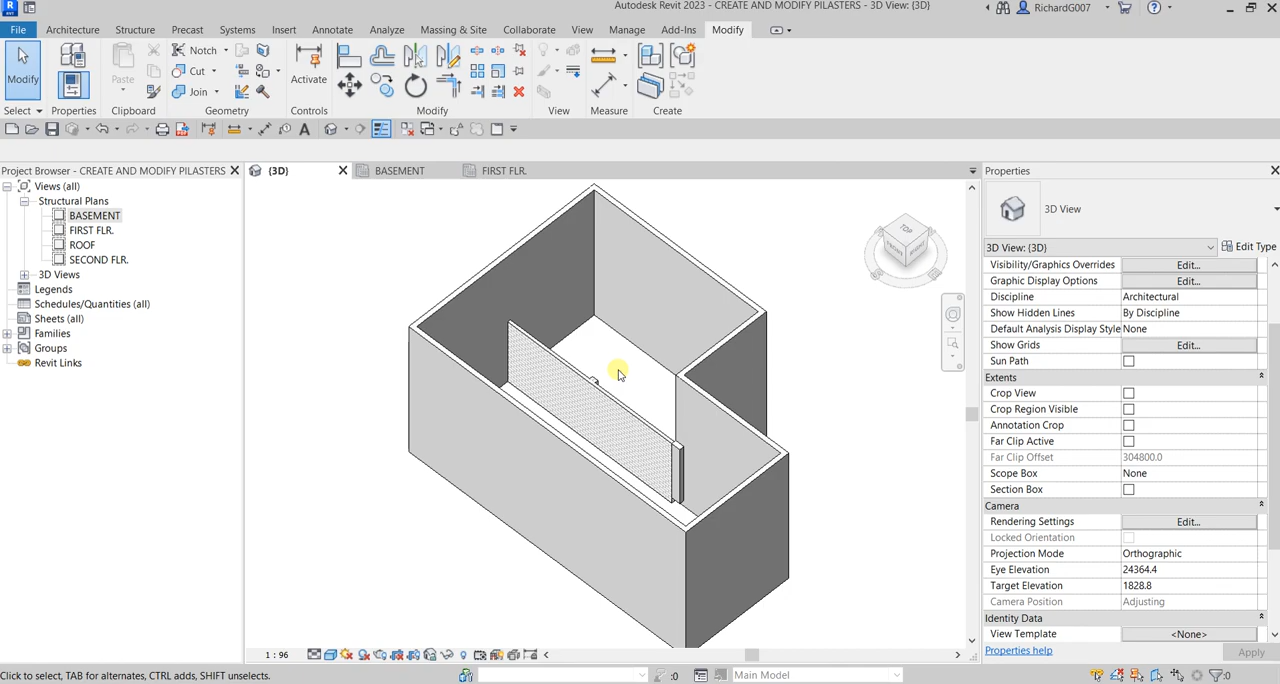 Autodesk Revit 2023 - CREATE AND MODIFY PILASTERS - 3D View: {3D}
RichardG007
File
Architecture
Structure
Precast
Systems
Insert
Annotate
Analyze
Massing & Site
Collaborate
View
Manage
Add-Ins
Modify
Modify
Paste
Notch
Cut
Join
Activate
Select
Properties
Clipboard
Geometry
Controls
Modify
View
Measure
Create
Project Browser - CREATE AND MODIFY PILASTERS
{3D}
BASEMENT
FIRST FLR.
Properties
Views (all)
Structural Plans
BASEMENT
FIRST FLR.
ROOF
SECOND FLR.
3D Views
Legends
Schedules/Quantities (all)
Sheets (all)
Families
Groups
Revit Links
TOP
FRONT
RIGHT
3D View
3D View: {3D}
Edit Type
Visibility/Graphics Overrides Edit...
Graphic Display Options Edit...
Discipline Architectural
Show Hidden Lines By Discipline
Default Analysis Display Style None
Show Grids Edit...
Sun Path
Extents
Crop View
Crop Region Visible
Annotation Crop
Far Clip Active
Far Clip Offset 304800.0
Scope Box None
Section Box
Camera
Rendering Settings Edit...
Locked Orientation
Projection Mode Orthographic
Eye Elevation 24364.4
Target Elevation 1828.8
Camera Position Adjusting
Identity Data
View Template <None>
Properties help
Apply
1 : 96
Click to select, TAB for alternates, CTRL adds, SHIFT unselects.
:0
Main Model
:0